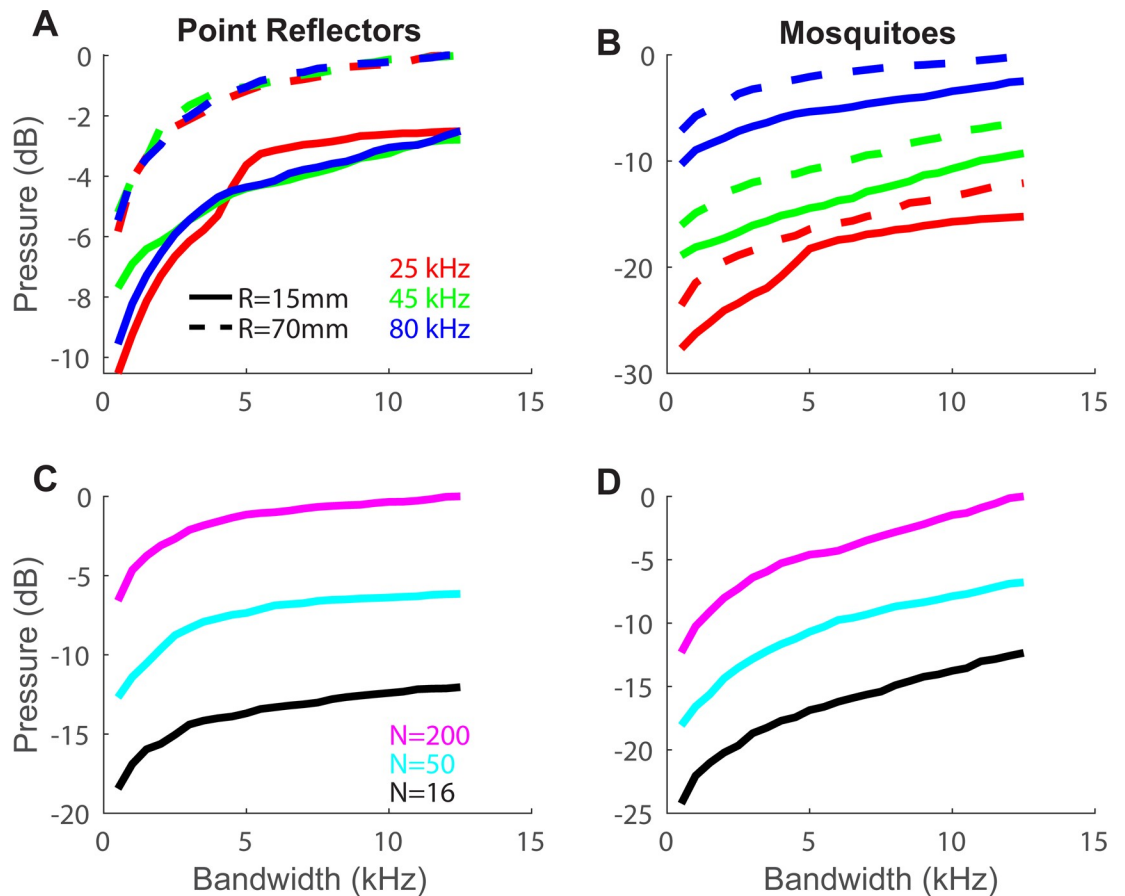 A
Point Reflectors
B
Mosquitoes
0
-2
-4
-6
-8
-10
Pressure (dB)
25 kHz
R=15mm
45 kHz
R=70mm
80 kHz
0
5
10
15
0
-10
-20
-30
0
5
10
15
C
D
0
-5
-10
-15
-20
Pressure (dB)
N=200
N=50
N=16
0
5
10
15
Bandwidth (kHz)
0
-5
-10
-15
-20
-25
0
5
10
15
Bandwidth (kHz)